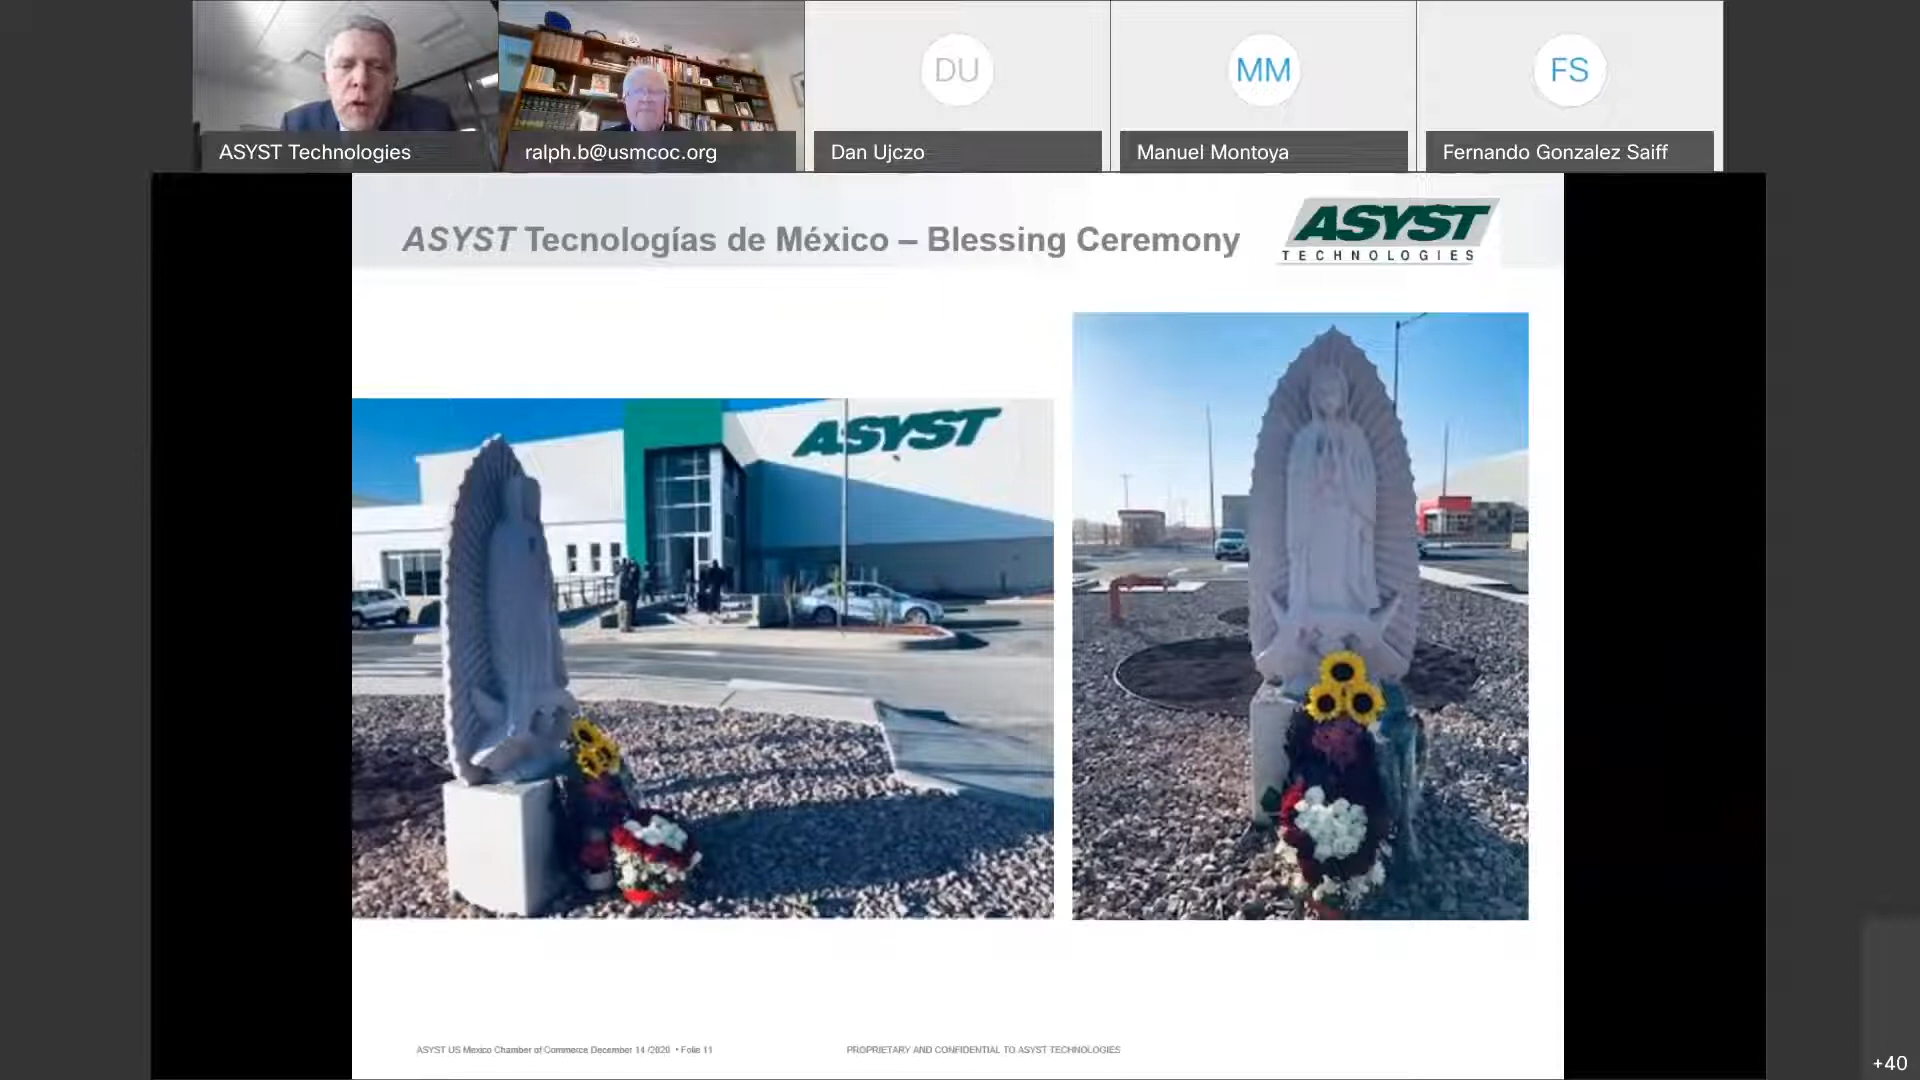 DU
MM
FS
ASYST Technologies
ralph.b@usmcoc.org
Dan Ujczo
Manuel Montoya
Fernando Gonzalez Saiff
ASYST Tecnologías de México – Blessing Ceremony
ASYST
TECHNOLOGIES
ASYST
ASYST US Mexico Chamber of Commerce December 14 /2020 • Folie 11
PROPRIETARY AND CONFIDENTIAL TO ASYST TECHNOLOGIES
+40